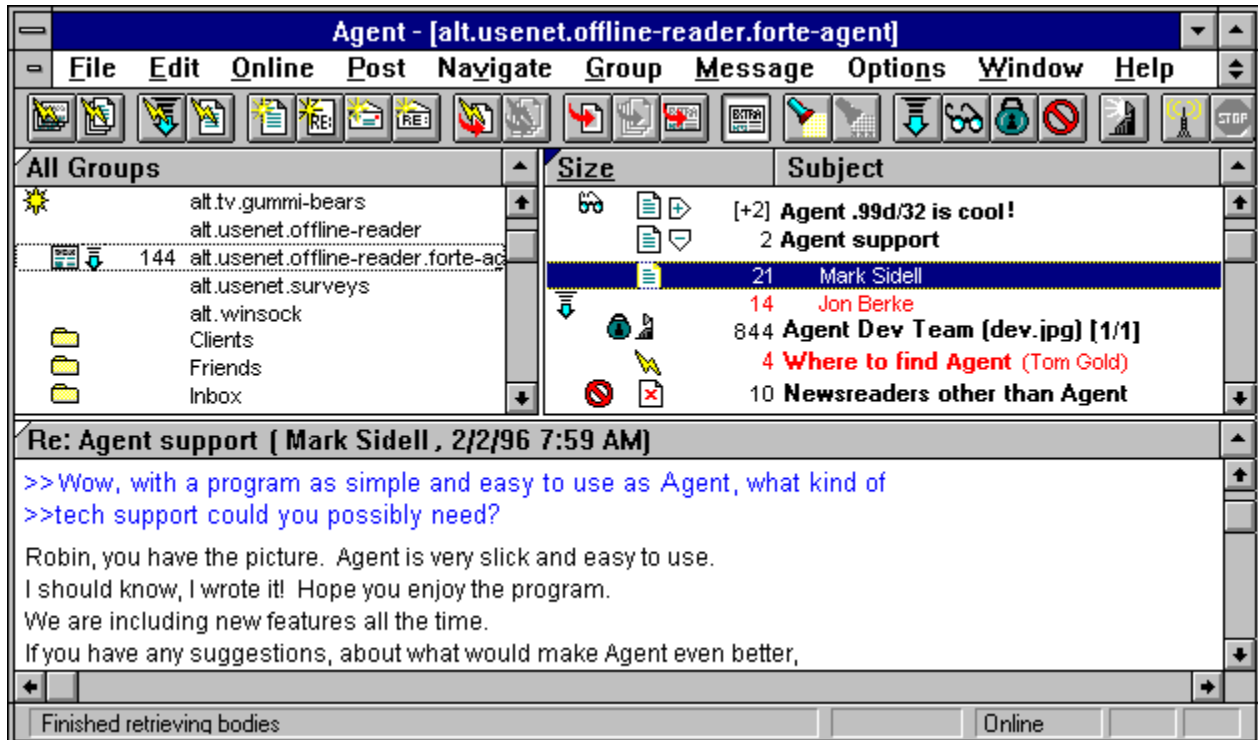 Agent - [alt.usenet.offline-reader.forte-agent]
File Edit Online Post Navigate Group Message Options Window Help
RE: RE: EXTRA EXTRA STOP
All Groups
alt.tv.gummi-bears
alt.usenet.offline-reader
144 alt.usenet.offline-reader.forte-ag
alt.usenet.surveys
alt.winsock
Clients
Friends
Inbox
Size Subject
[+2] Agent .99d/32 is cool!
2 Agent support
21 Mark Sidell
14 Jon Berke
844 Agent Dev Team (dev.jpg) [1/1]
4 Where to find Agent (Tom Gold)
10 Newsreaders other than Agent
Re: Agent support ( Mark Sidell , 2/2/96 7:59 AM)
>>Wow, with a program as simple and easy to use as Agent, what kind of
>>tech support could you possibly need?
Robin, you have the picture. Agent is very slick and easy to use.
I should know, I wrote it! Hope you enjoy the program.
We are including new features all the time.
If you have any suggestions, about what would make Agent even better,
Finished retrieving bodies Online